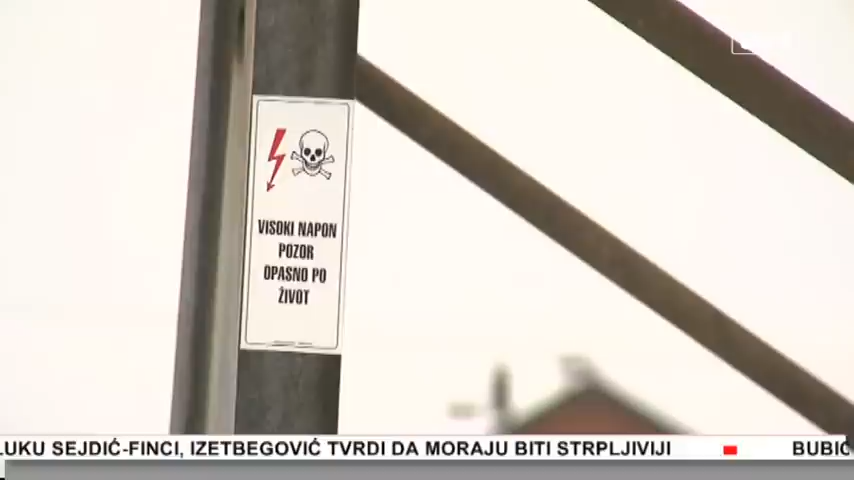 VISOKI NAPON
POZOR
OPASNO PO
ŽIVOT
LUKU SEJDIĆ-FINCI, IZETBEGOVIĆ TVRDI DA MORAJU BITI STRPLJIVIJI
BUBIĆ